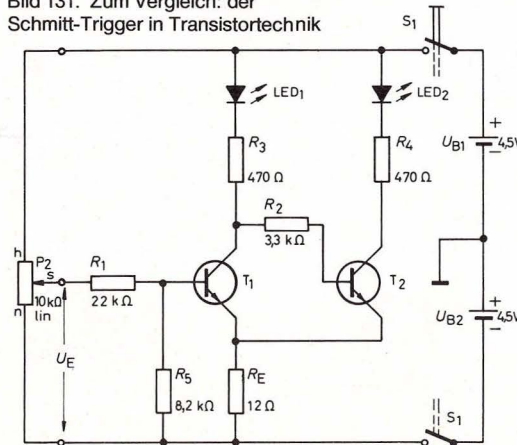 Bild 131. Zum Vergleich: der
Schmitt-Trigger in Transistortechnik
S1
LED1
LED2
R3
470 Ω
R4
470 Ω
UB1
+
−
4,5V
R2
3,3 kΩ
h
P2
s
10kΩ
lin
n
R1
22 kΩ
T1
T2
UB2
+
−
4,5V
UE
R5
8,2 kΩ
RE
12 Ω
S1